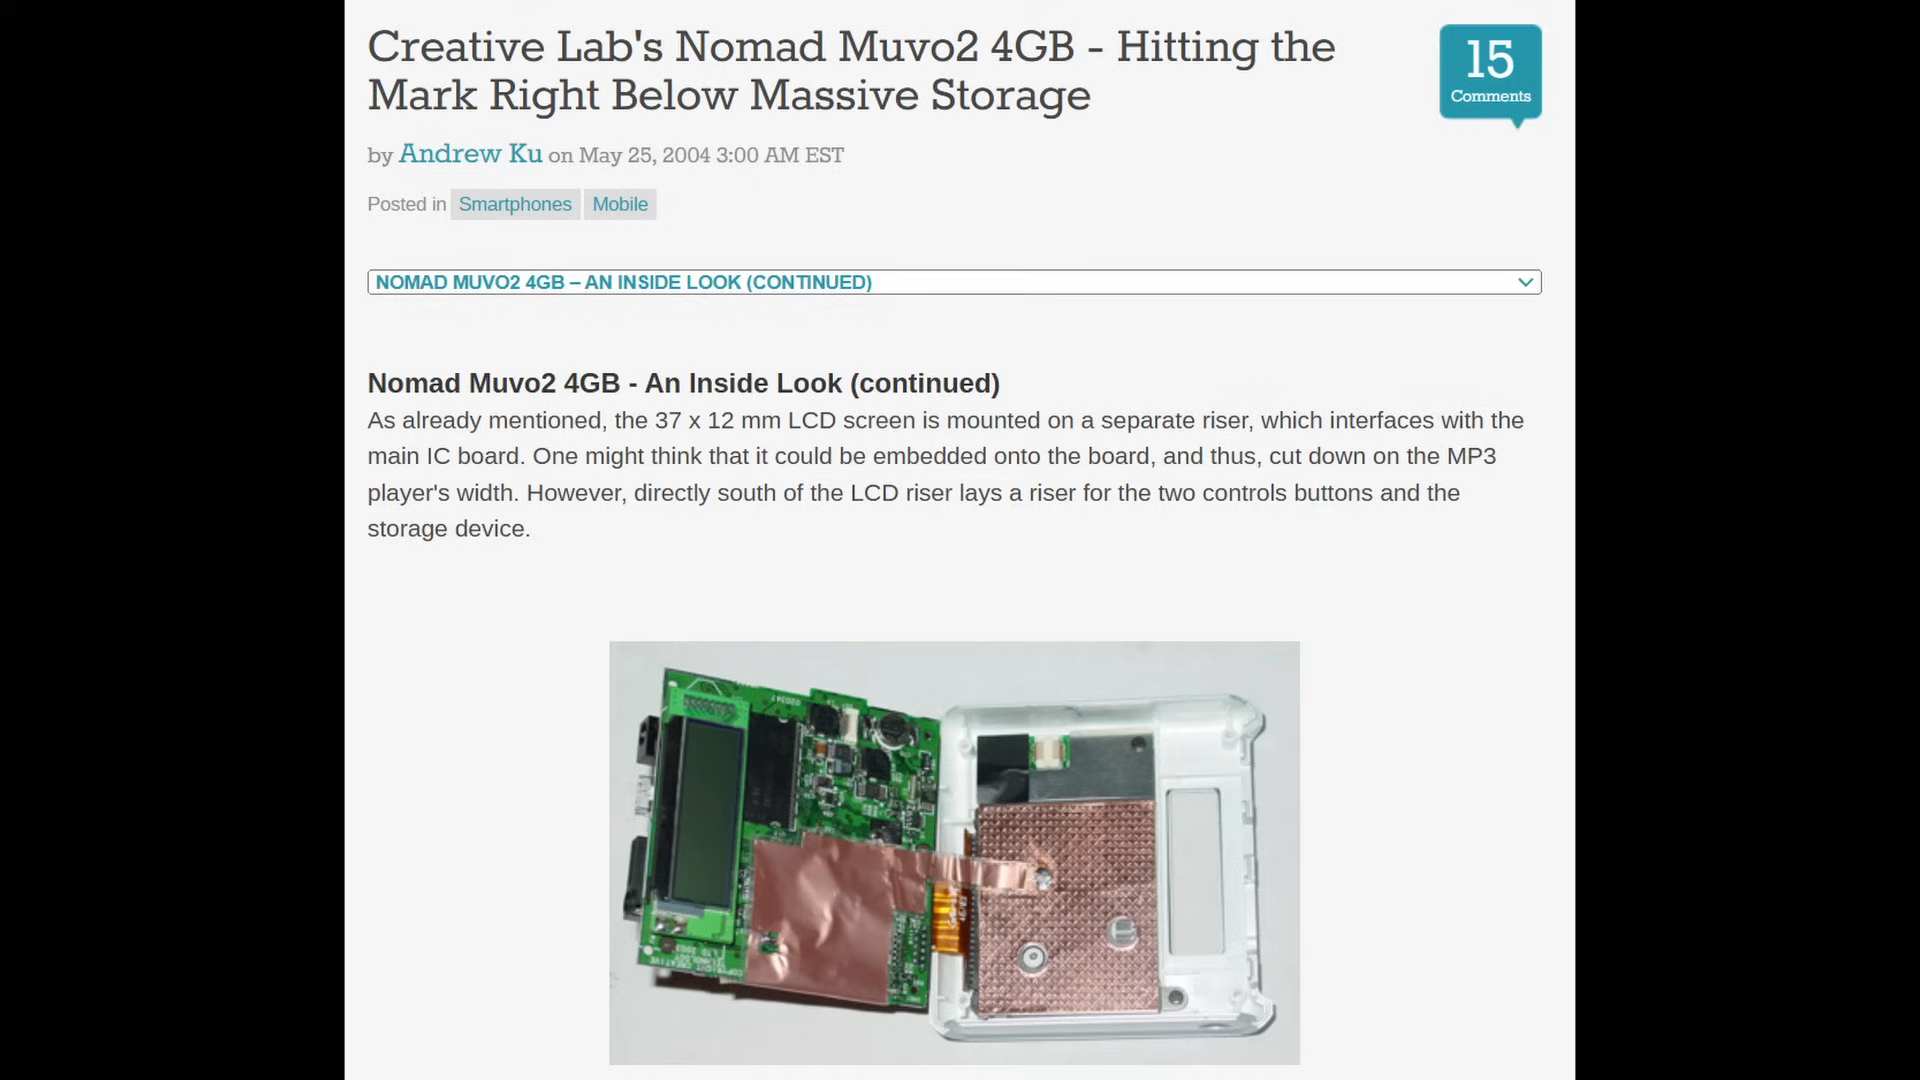 Creative Lab's Nomad Muvo2 4GB - Hitting the
Mark Right Below Massive Storage
15
Comments
by Andrew Ku on May 25, 2004 3:00 AM EST
Posted in Smartphones Mobile
NOMAD MUVO2 4GB – AN INSIDE LOOK (CONTINUED)
Nomad Muvo2 4GB - An Inside Look (continued)
As already mentioned, the 37 x 12 mm LCD screen is mounted on a separate riser, which interfaces with the
main IC board. One might think that it could be embedded onto the board, and thus, cut down on the MP3
player's width. However, directly south of the LCD riser lays a riser for the two controls buttons and the
storage device.
COPYRIGHT CREATIVE
TECHNOLOGY
LTD 2003